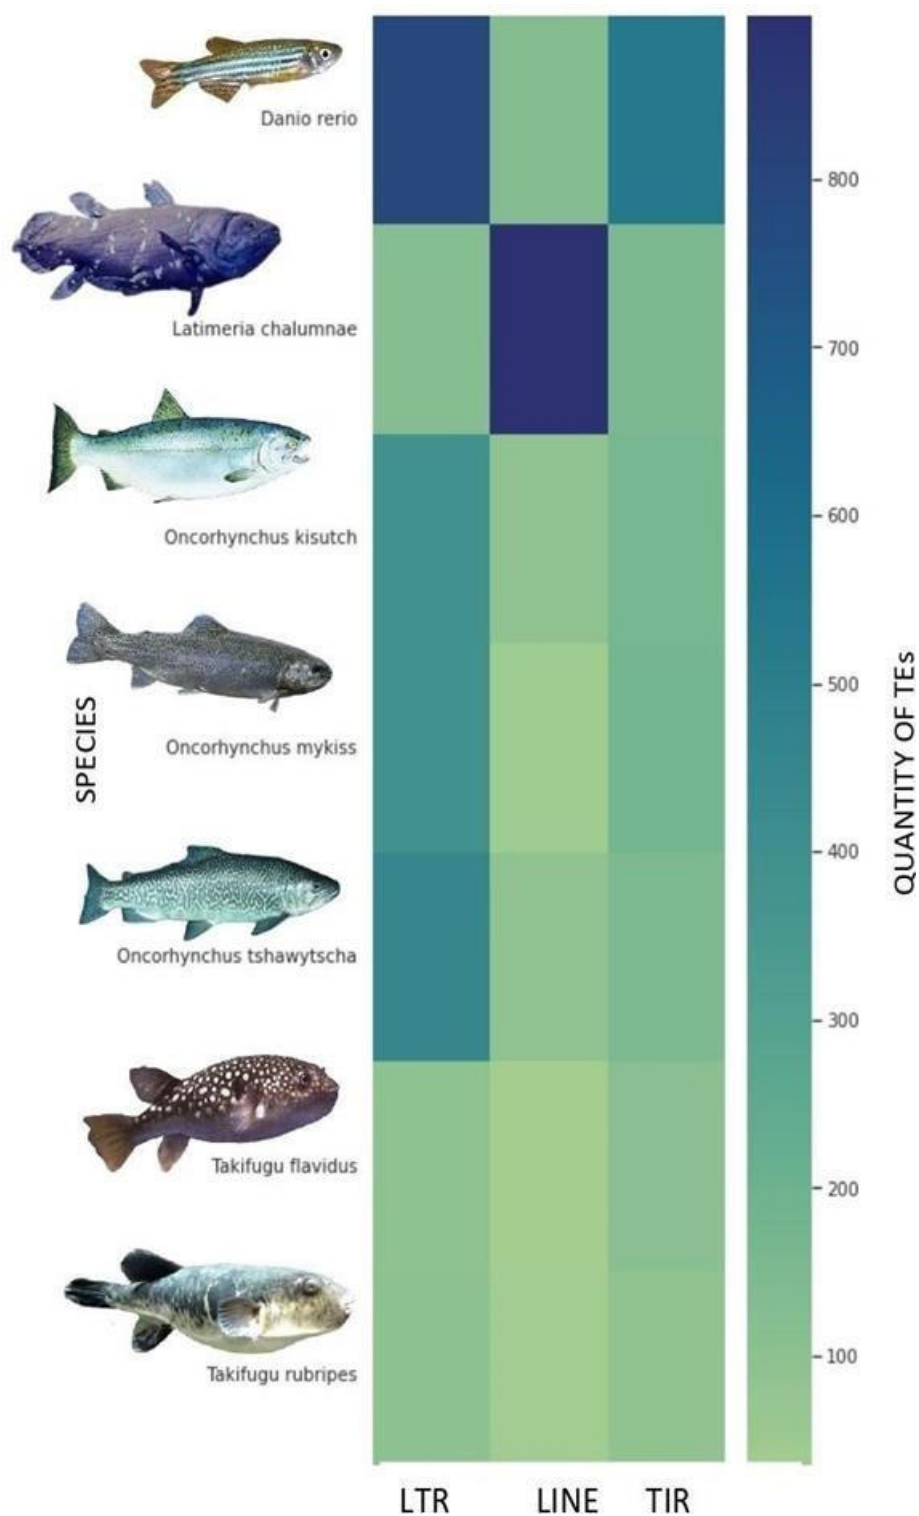 Danio rerio
Latimeria chalumnae
Oncorhynchus kisutch
Oncorhynchus mykiss
Oncorhynchus tshawytscha
Takifugu flavidus
Takifugu rubripes
SPECIES
LTR
LINE
TIR
800
700
600
500
400
300
200
100
QUANTITY OF TEs